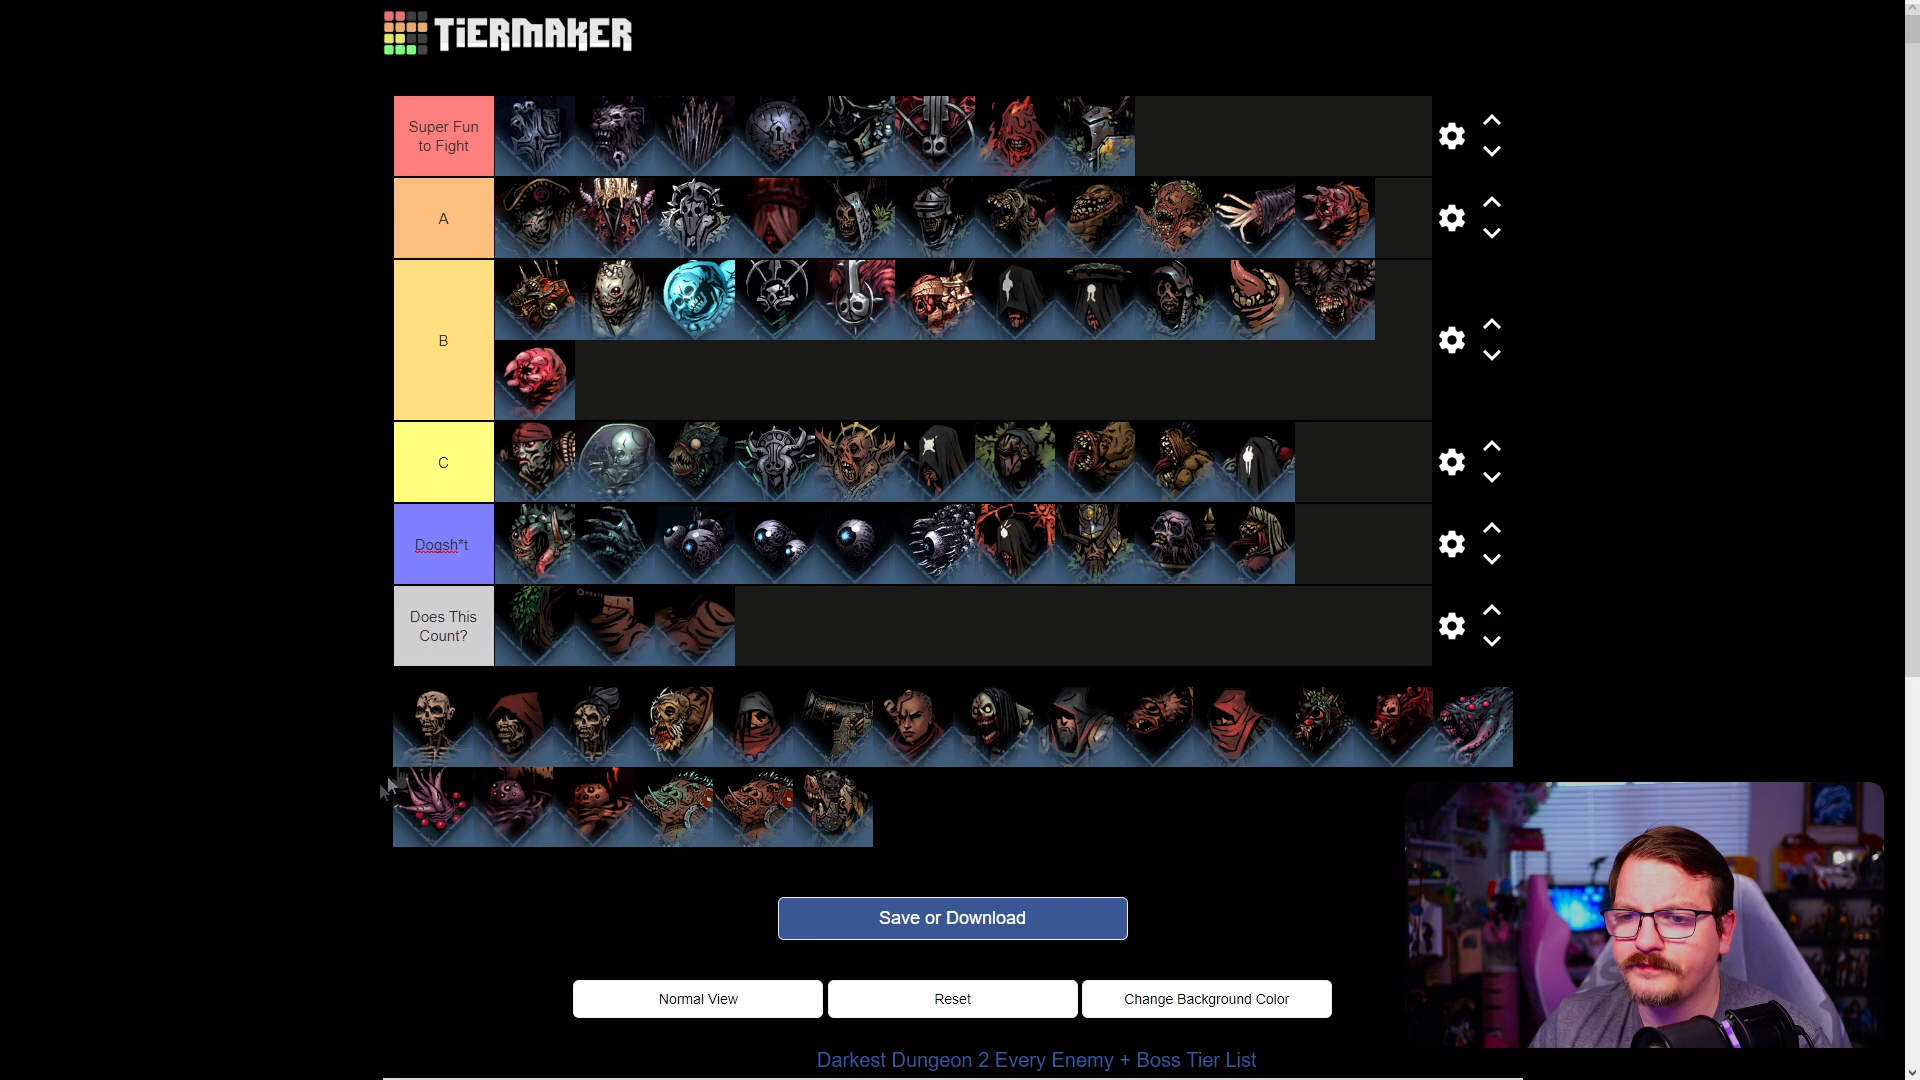 TiERMAKER
Super Fun
to Fight
A
B
C
Dogsh*t
Does This
Count?
Save or Download
Normal View
Reset
Change Background Color
Darkest Dungeon 2 Every Enemy + Boss Tier List